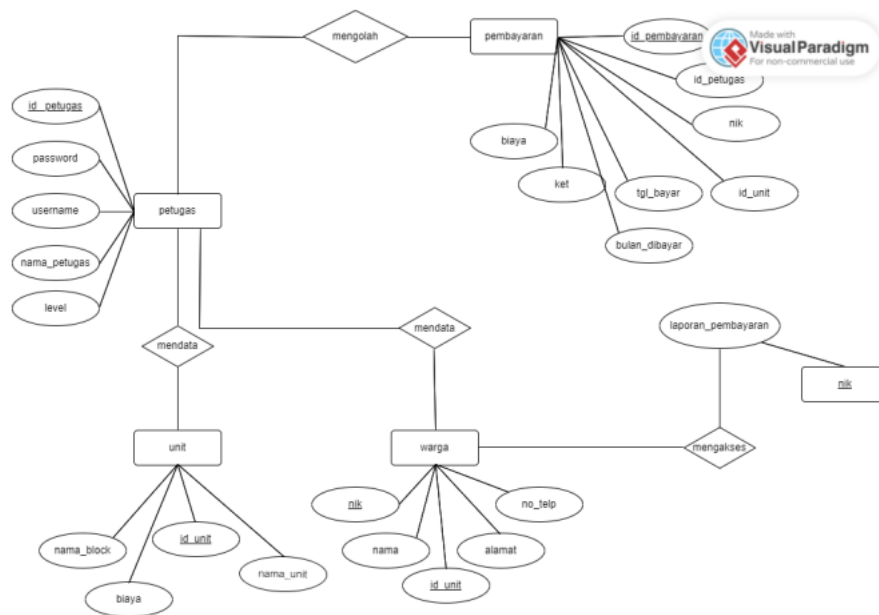 mengolah
pembayaran
id_pembayaran
Made with
VisualParadigm
For non-commercial use
id_petugas
id_petugas
password
username
nama_petugas
level
petugas
biaya
ket
tgl_bayar
bulan_dibayar
id_unit
nik
mendata
mendata
laporan_pembayaran
nik
unit
warga
mengakses
nama_block
biaya
id_unit
nama_unit
nik
nama
id_unit
alamat
no_telp